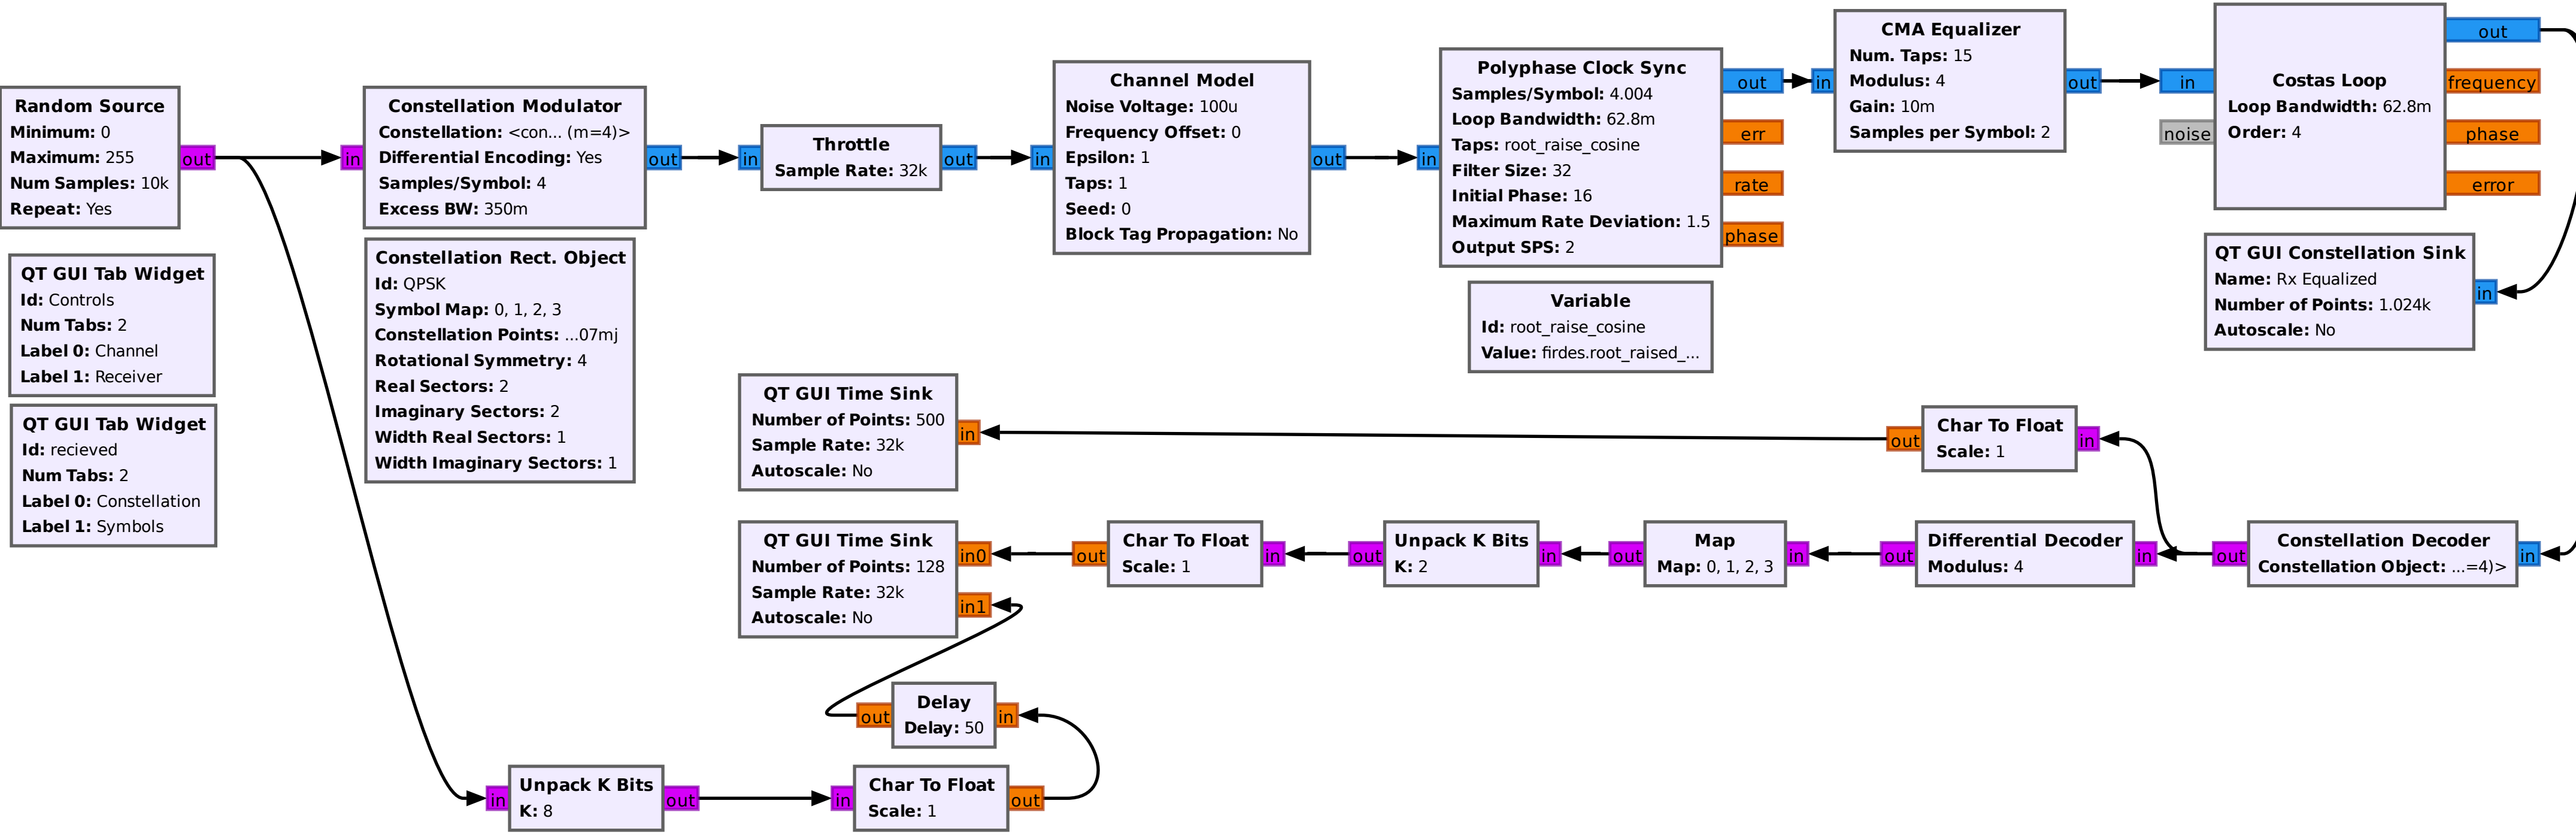 Random Source
Minimum: 0
Maximum: 255
Num Samples: 10k
Repeat: Yes
out
in
Constellation Modulator
Constellation: <con... (m=4)>
Differential Encoding: Yes
Samples/Symbol: 4
Excess BW: 350m
out
in
Throttle
Sample Rate: 32k
out
in
Channel Model
Noise Voltage: 100u
Frequency Offset: 0
Epsilon: 1
Taps: 1
Seed: 0
Block Tag Propagation: No
out
in
Polyphase Clock Sync
Samples/Symbol: 4.004
Loop Bandwidth: 62.8m
Taps: root_raise_cosine
Filter Size: 32
Initial Phase: 16
Maximum Rate Deviation: 1.5
Output SPS: 2
out
err
rate
phase
in
CMA Equalizer
Num. Taps: 15
Modulus: 4
Gain: 10m
Samples per Symbol: 2
out
in
noise
Costas Loop
Loop Bandwidth: 62.8m
Order: 4
out
frequency
phase
error
QT GUI Tab Widget
Id: Controls
Num Tabs: 2
Label 0: Channel
Label 1: Receiver
QT GUI Tab Widget
Id: recieved
Num Tabs: 2
Label 0: Constellation
Label 1: Symbols
Constellation Rect. Object
Id: QPSK
Symbol Map: 0, 1, 2, 3
Constellation Points: ...07mj
Rotational Symmetry: 4
Real Sectors: 2
Imaginary Sectors: 2
Width Real Sectors: 1
Width Imaginary Sectors: 1
Variable
Id: root_raise_cosine
Value: firdes.root_raised_...
QT GUI Constellation Sink
Name: Rx Equalized
Number of Points: 1.024k
Autoscale: No
in
QT GUI Time Sink
Number of Points: 500
Sample Rate: 32k
Autoscale: No
in
out
Char To Float
Scale: 1
in
QT GUI Time Sink
Number of Points: 128
Sample Rate: 32k
Autoscale: No
in0
in1
out
Char To Float
Scale: 1
in
out
Unpack K Bits
K: 2
in
out
Map
Map: 0, 1, 2, 3
in
out
Differential Decoder
Modulus: 4
in
out
Constellation Decoder
Constellation Object: ...=4)>
in
out
Delay
Delay: 50
in
in
Unpack K Bits
K: 8
out
in
Char To Float
Scale: 1
out